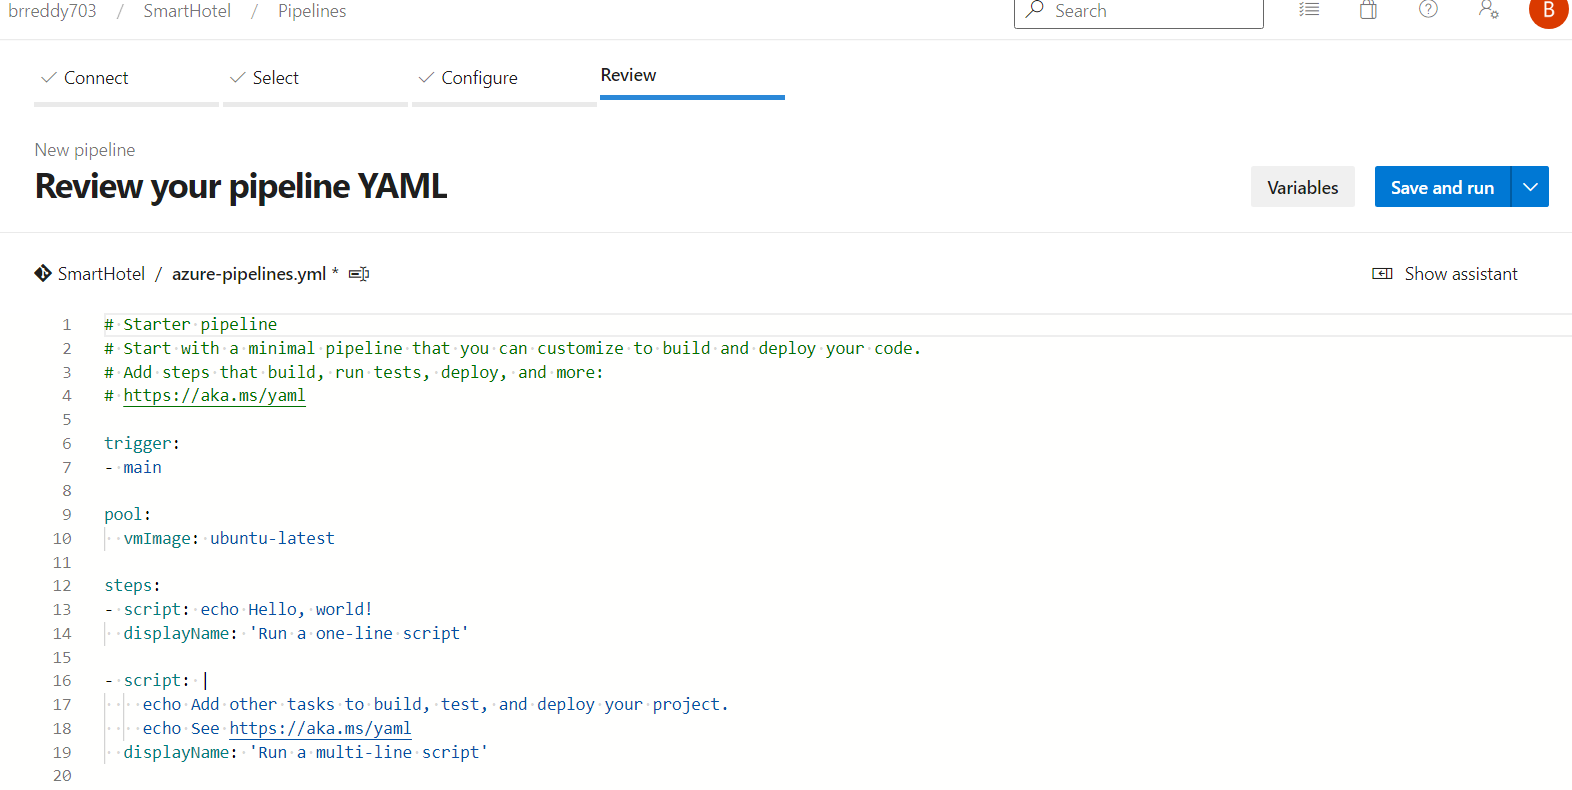 brreddy703 / SmartHotel / Pipelines
Search
B
Connect
Select
Configure
Review
New pipeline
Review your pipeline YAML
Variables
Save and run
SmartHotel / azure-pipelines.yml *
Show assistant
1 # Starter pipeline
2 # Start with a minimal pipeline that you can customize to build and deploy your code.
3 # Add steps that build, run tests, deploy, and more:
4 # https://aka.ms/yaml
5
6 trigger:
7 - main
8
9 pool:
10   vmImage: ubuntu-latest
11
12 steps:
13 - script: echo Hello, world!
14   displayName: 'Run a one-line script'
15
16 - script: |
17     echo Add other tasks to build, test, and deploy your project.
18     echo See https://aka.ms/yaml
19   displayName: 'Run a multi-line script'
20